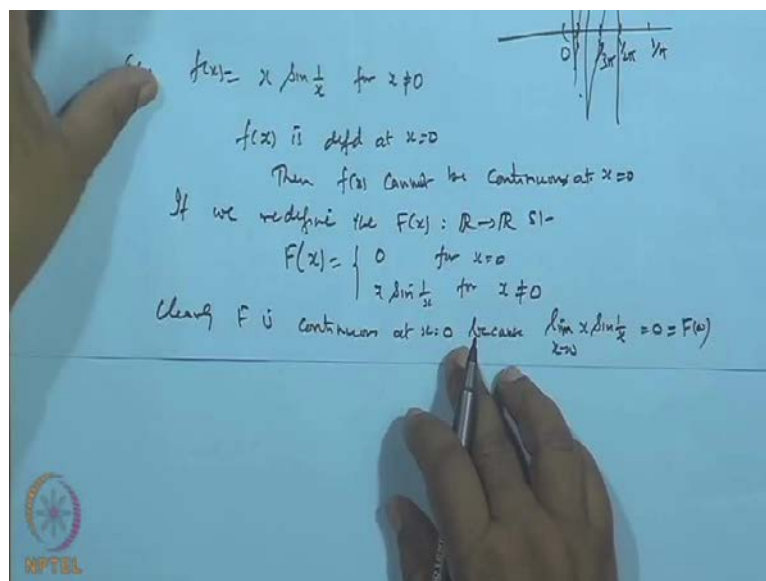 0 1/3π 1/2π 1/π
f(x) = x Sin 1/x for x ≠ 0
f(x) is defd at x=0
Then f(x) Cannot be Continuous at x=0
If we redefine the F(x) : R→R St-
F(x) = { 0 for x=0
x Sin 1/x for x ≠ 0
Clearly F is continuous at x=0 because lim x→0 x Sin 1/x = 0 = F(0)
NPTEL